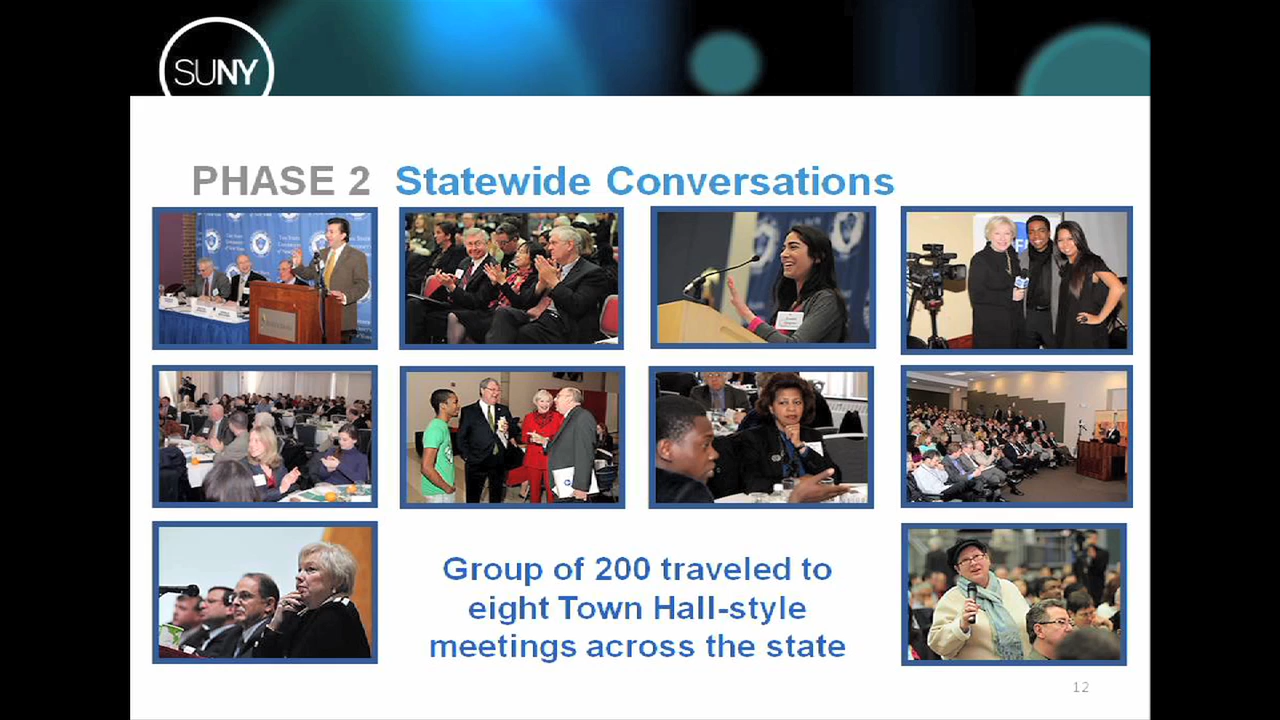 SUNY
PHASE 2 Statewide Conversations
Group of 200 traveled to
eight Town Hall-style
meetings across the state
12